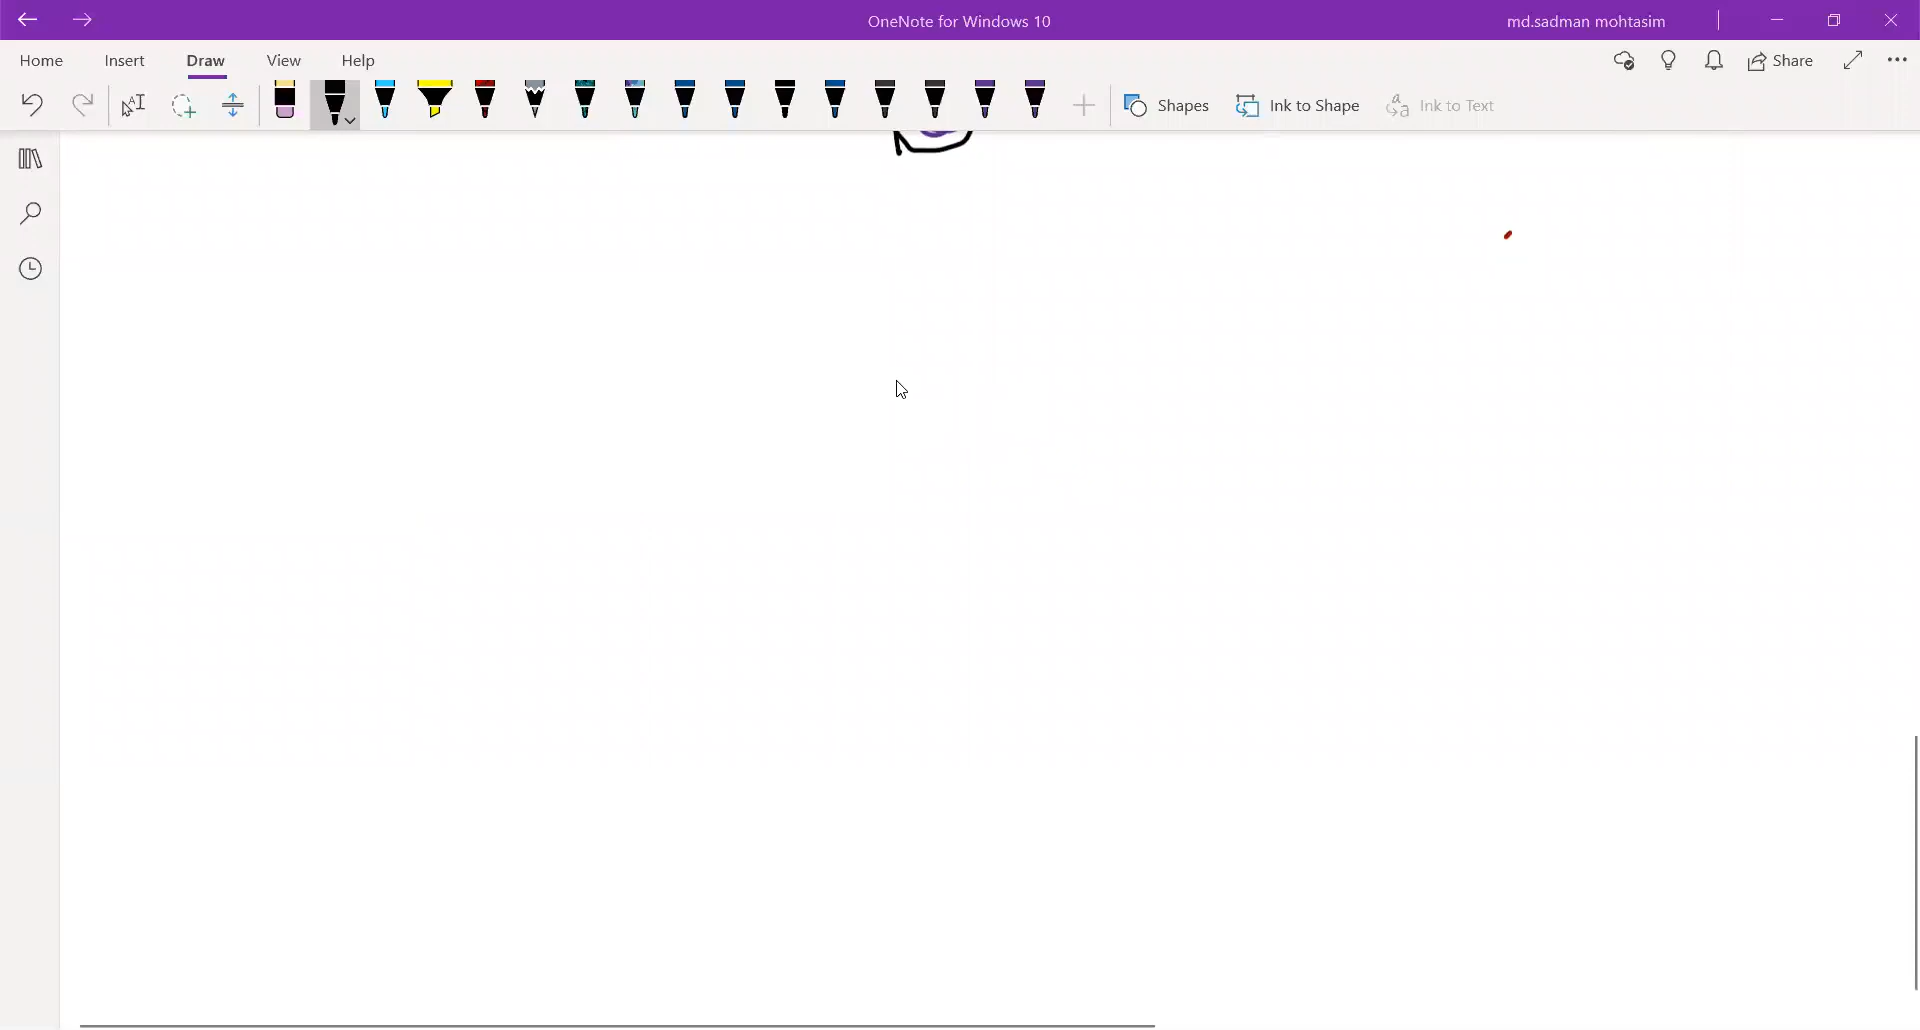 OneNote for Windows 10
md.sadman mohtasim
Home Insert Draw View Help
Share
Shapes
Ink to Shape
Ink to Text